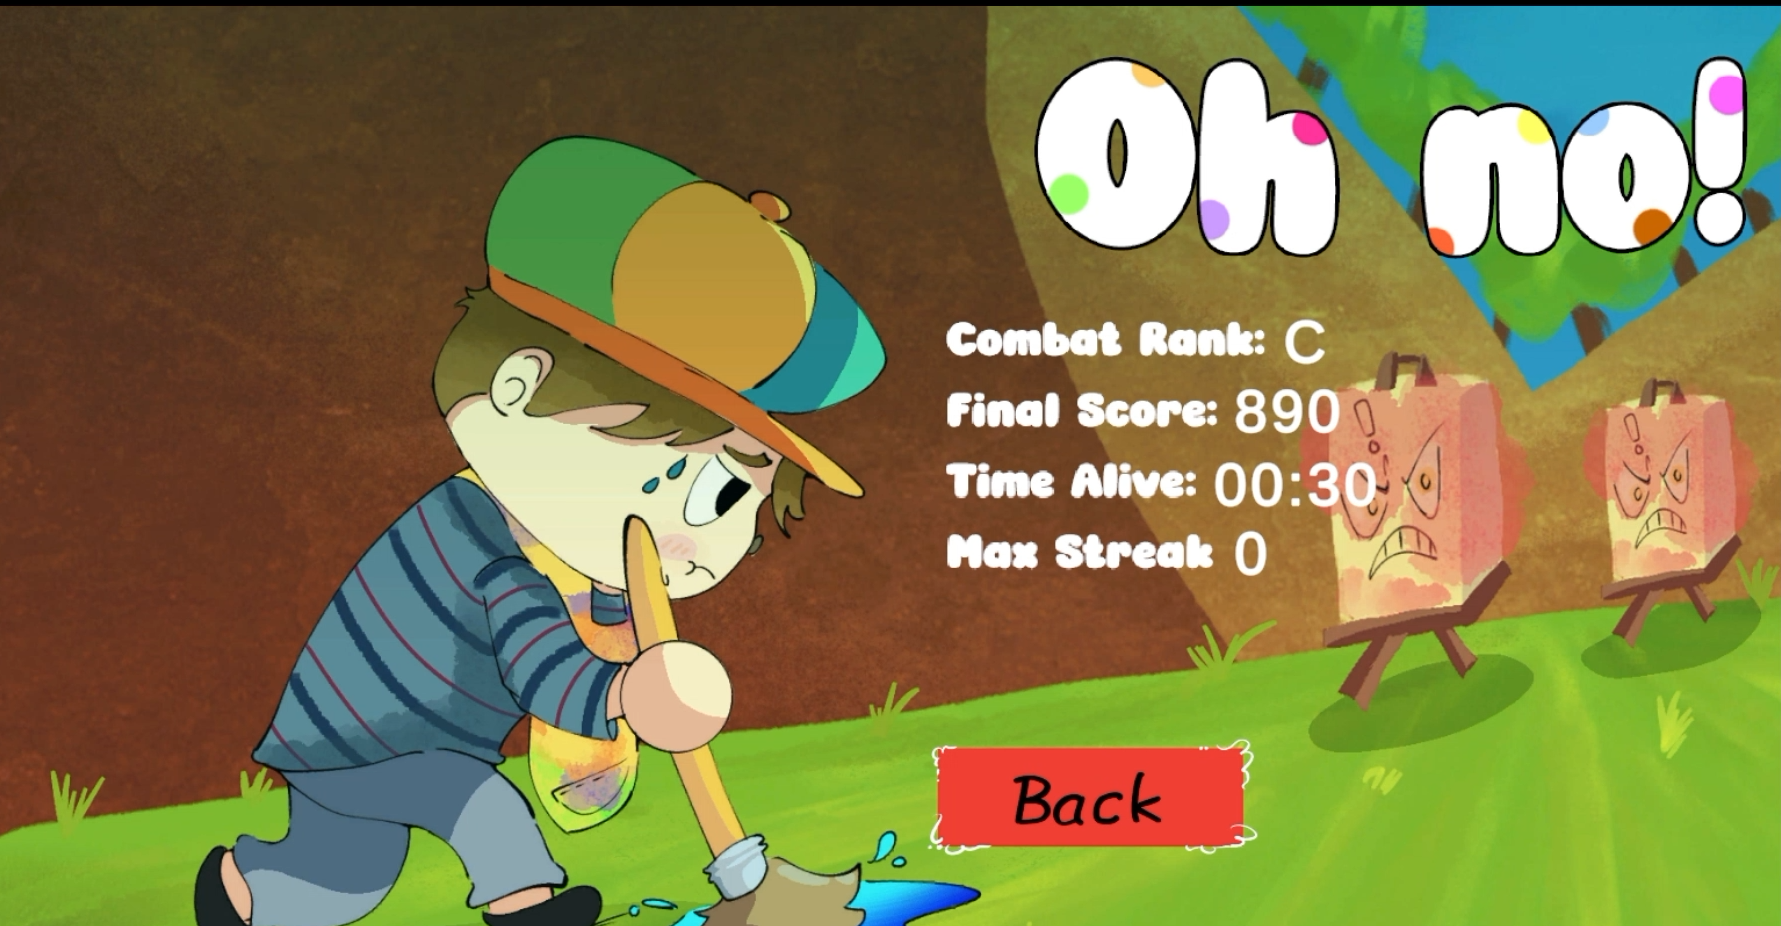 Oh no!
Combat Rank: C
Final Score: 890
Time Alive: 00:30
Max Streak 0
Back